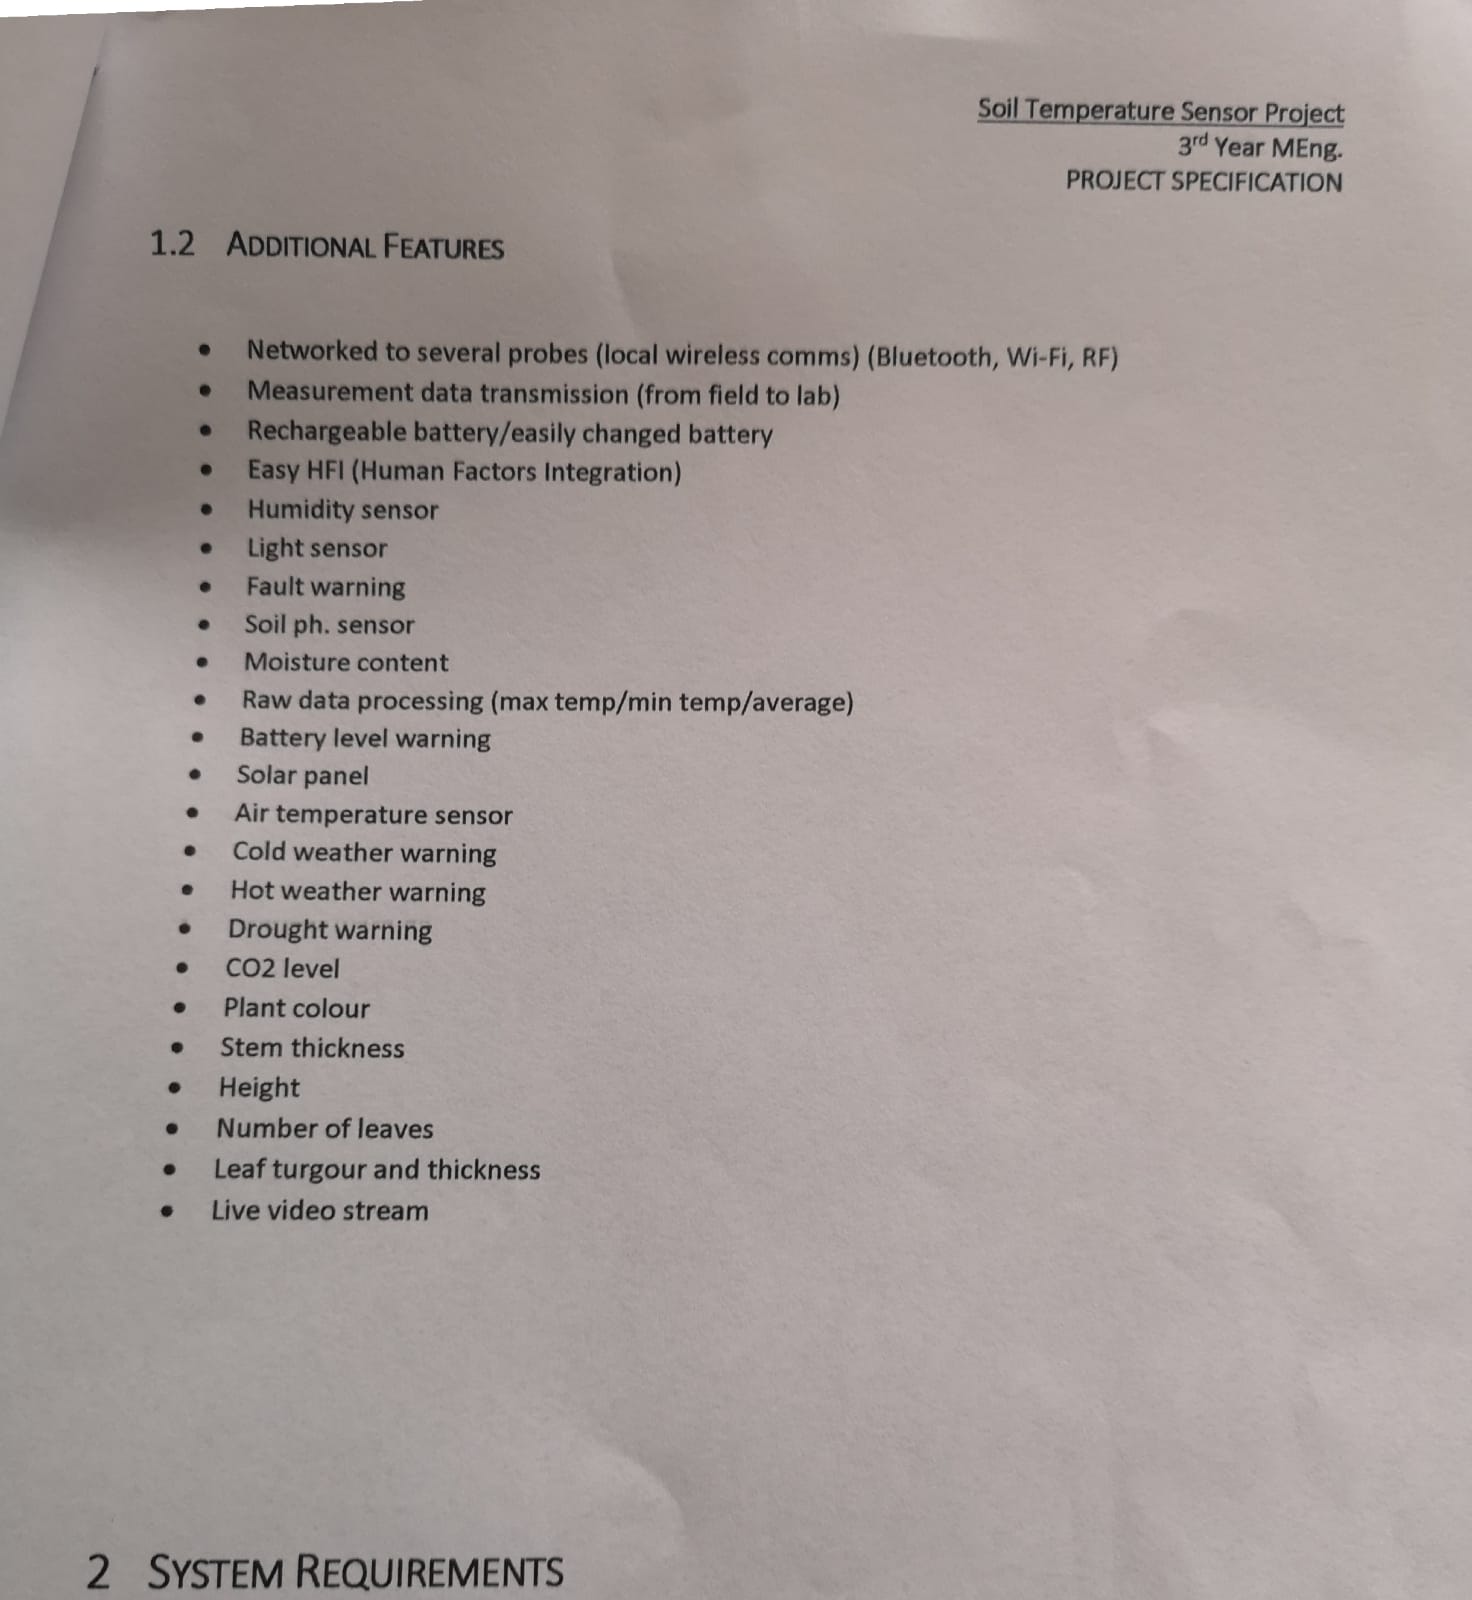 Soil Temperature Sensor Project
3rd Year MEng.
PROJECT SPECIFICATION
1.2 ADDITIONAL FEATURES
• Networked to several probes (local wireless comms) (Bluetooth, Wi-Fi, RF)
• Measurement data transmission (from field to lab)
• Rechargeable battery/easily changed battery
• Easy HFI (Human Factors Integration)
• Humidity sensor
• Light sensor
• Fault warning
• Soil ph. sensor
• Moisture content
• Raw data processing (max temp/min temp/average)
• Battery level warning
• Solar panel
• Air temperature sensor
• Cold weather warning
• Hot weather warning
• Drought warning
• CO2 level
• Plant colour
• Stem thickness
• Height
• Number of leaves
• Leaf turgour and thickness
• Live video stream
2 SYSTEM REQUIREMENTS